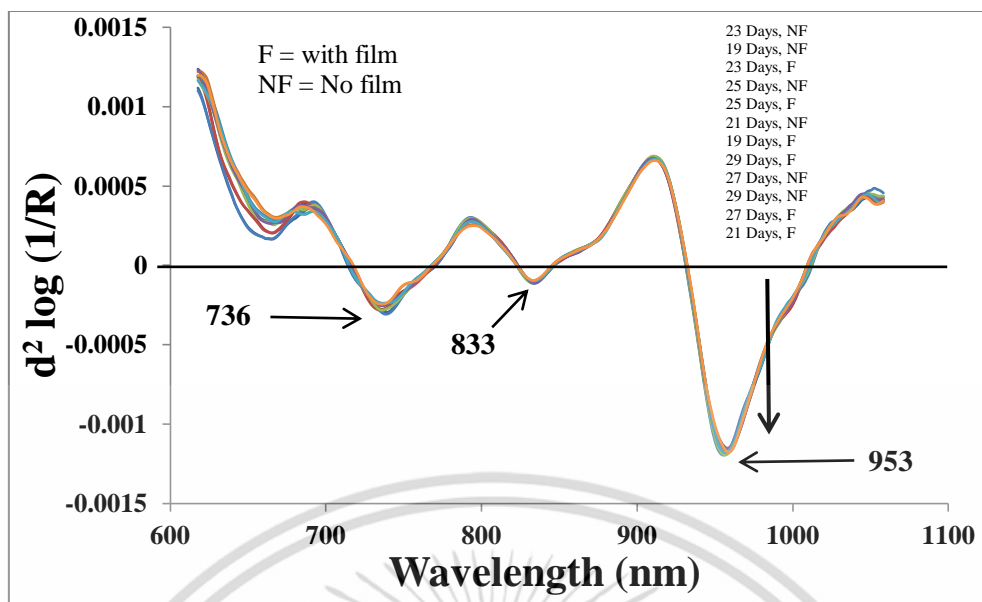 0.0015
0.001
0.0005
0
-0.0005
-0.001
-0.0015
d² log (1/R)
F = with film
NF = No film
23 Days, NF
19 Days, NF
23 Days, F
25 Days, NF
25 Days, F
21 Days, NF
19 Days, F
29 Days, F
27 Days, NF
29 Days, NF
27 Days, F
21 Days, F
736
833
953
600 700 800 900 1000 1100
Wavelength (nm)